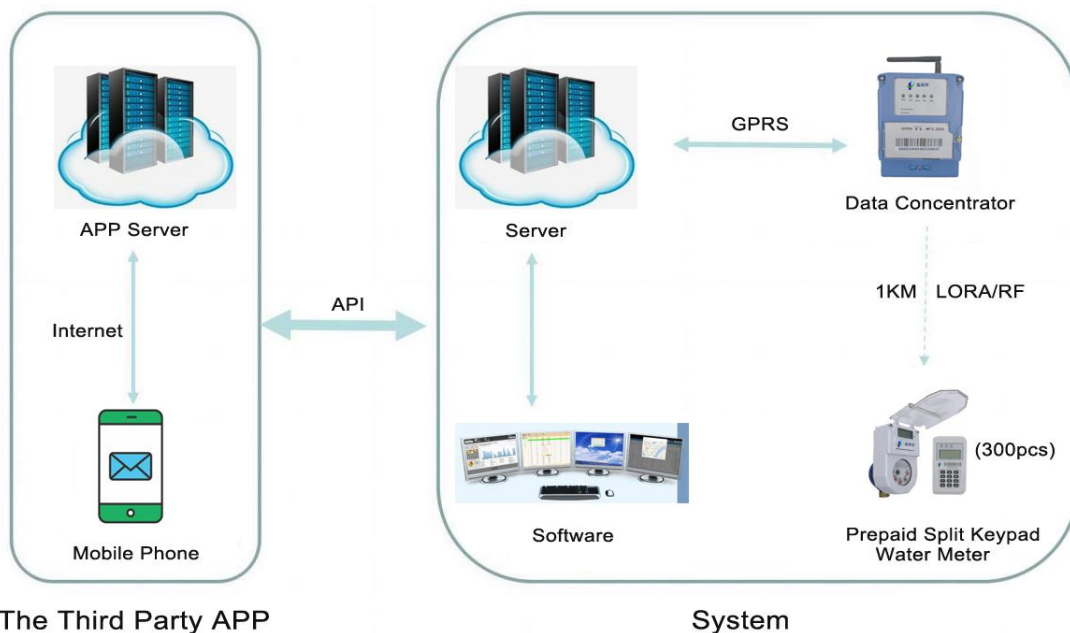 GPRS
APP Server
Server
Data Concentrator
API
1KM
LORA/RF
Internet
(300pcs)
Mobile Phone
Software
Prepaid Split Keypad
Water Meter
The Third Party APP
System